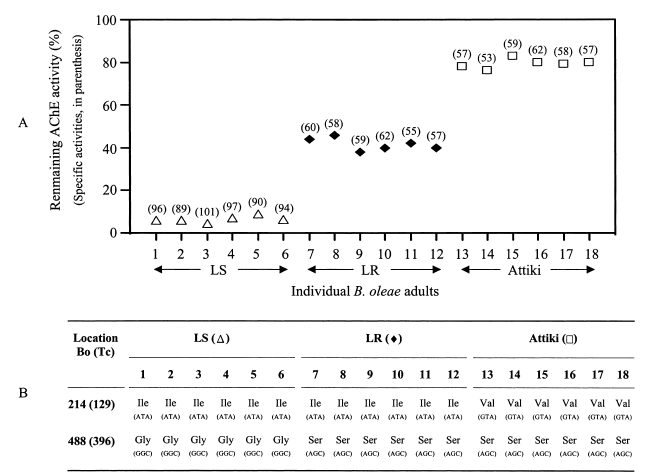 A
Renmaining AChE activity (%)
(Specific activities, in parenthesis)
100
80
60
40
20
0
(96) (89) (101) (97) (90) (94)
(60) (58) (59) (62) (55) (57)
(57) (53) (59) (62) (58) (57)
1 2 3 4 5 6 7 8 9 10 11 12 13 14 15 16 17 18
LS LR Attiki
Individual B. oleae adults
B
Location Bo (Tc) LS (△) LR (♦) Attiki (□)
1 2 3 4 5 6 7 8 9 10 11 12 13 14 15 16 17 18
214 (129) Ile Ile Ile Ile Ile Ile Ile Ile Ile Ile Ile Ile Val Val Val Val Val Val
(ATA) (ATA) (ATA) (ATA) (ATA) (ATA) (ATA) (ATA) (ATA) (ATA) (ATA) (ATA) (GTA) (GTA) (GTA) (GTA) (GTA) (GTA)
488 (396) Gly Gly Gly Gly Gly Gly Ser Ser Ser Ser Ser Ser Ser Ser Ser Ser Ser Ser
(GGC) (GGC) (GGC) (GGC) (GGC) (GGC) (AGC) (AGC) (AGC) (AGC) (AGC) (AGC) (AGC) (AGC) (AGC) (AGC) (AGC) (AGC)